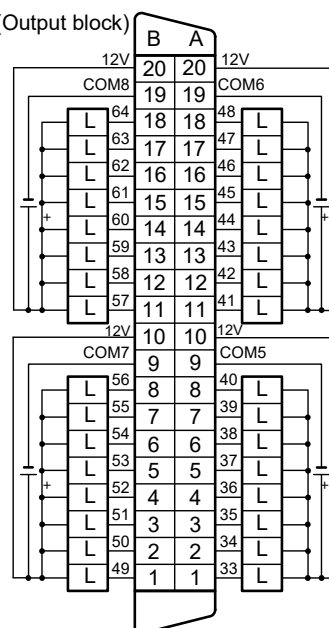 (Output block)
B A
12V 20 20 12V
COM8 19 19 COM6
L 64 18 18 48 L
L 63 17 17 47 L
L 62 16 16 46 L
L 61 15 15 45 L
+ +
L 60 14 14 44 L
L 59 13 13 43 L
L 58 12 12 42 L
L 57 11 11 41 L
12V 10 10 12V
COM7 9 9 COM5
L 56 8 8 40 L
L 55 7 7 39 L
L 54 6 6 38 L
L 53 5 5 37 L
+ +
L 52 4 4 36 L
L 51 3 3 35 L
L 50 2 2 34 L
L 49 1 1 33 L